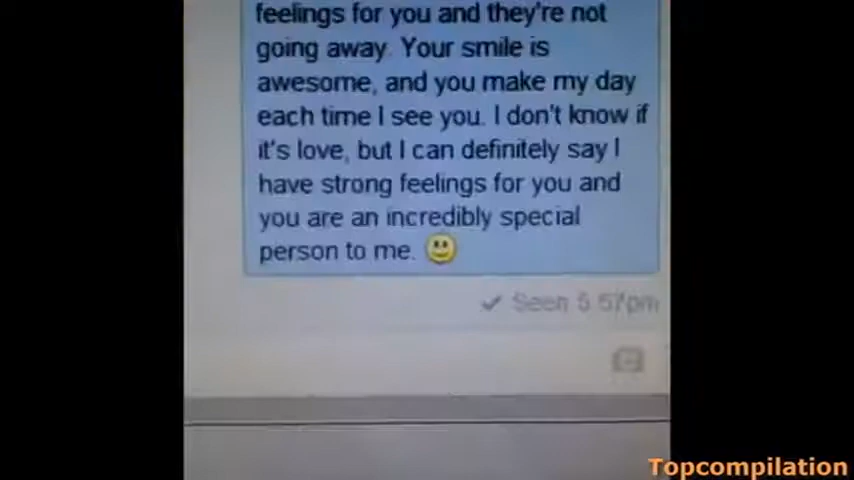 feelings for you and they're not
going away. Your smile is
awesome, and you make my day
each time I see you. I don't know if
it's love, but I can definitely say I
have strong feelings for you and
you are an incredibly special
person to me.
Seen 5:57pm
Topcompilation